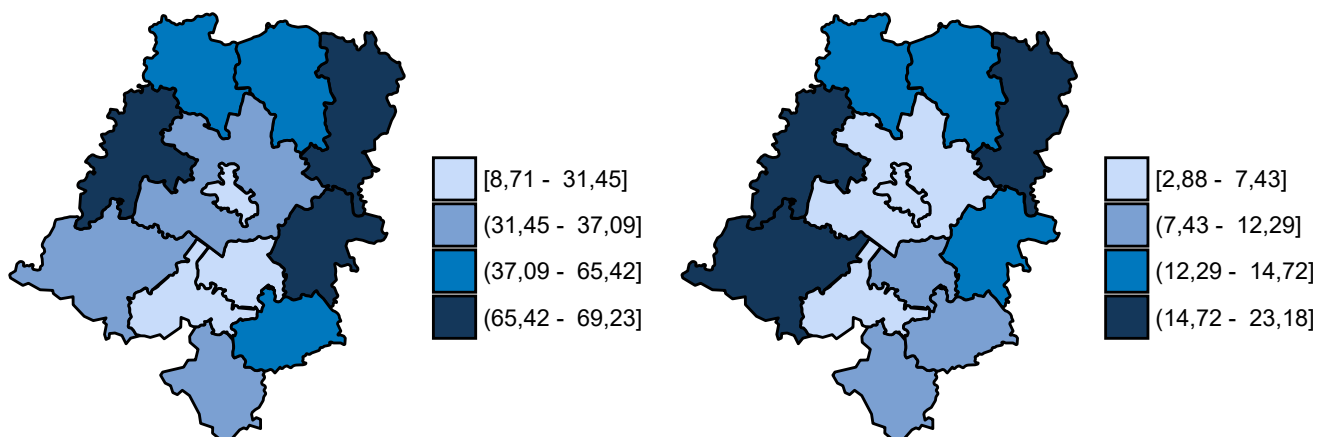 [8,71 - 31,45]
(31,45 - 37,09]
(37,09 - 65,42]
(65,42 - 69,23]
[2,88 - 7,43]
(7,43 - 12,29]
(12,29 - 14,72]
(14,72 - 23,18]